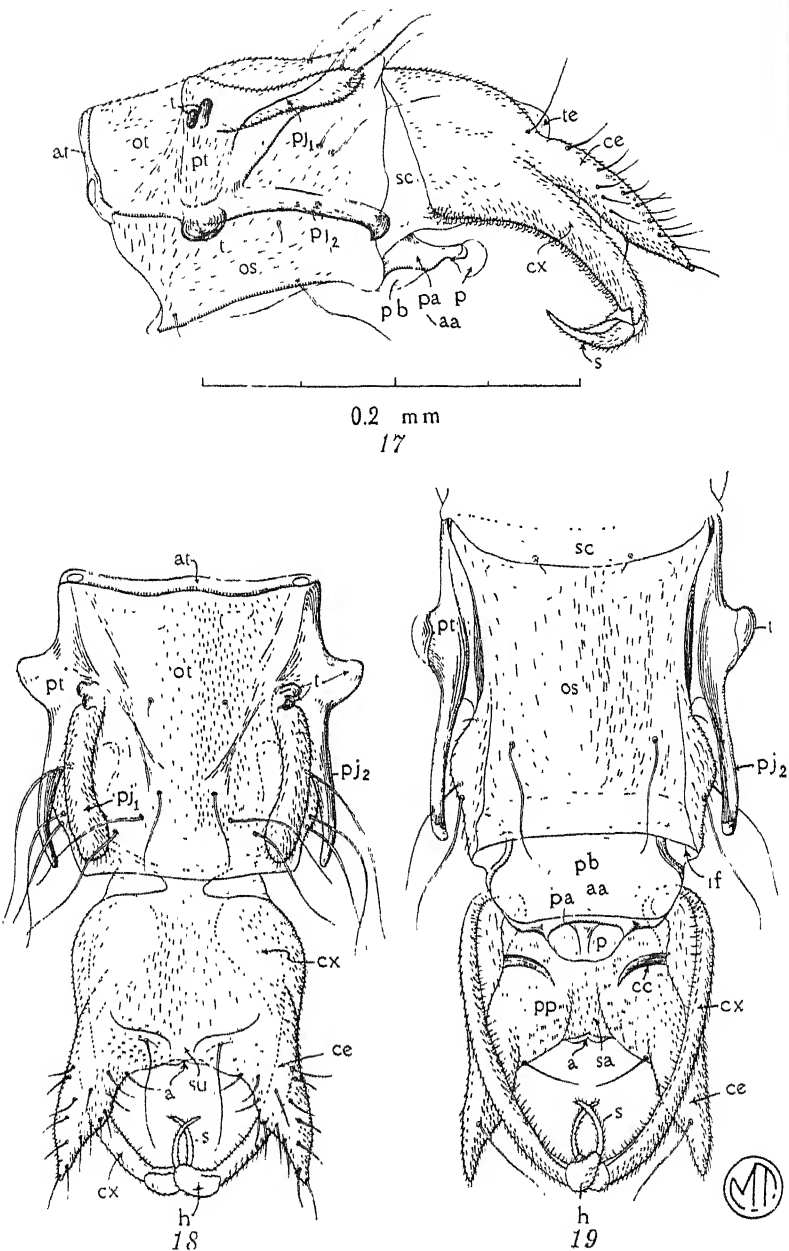 t
te
ot
pj1
ce
at
pt
sc
pj2
t
os
cx
pb
pa
p
aa
s
0.2 mm
17
at
sc
ot
pt
t
pt
t
os
pj2
pj1
pj2
pb
if
pa
aa
p
cx
cc
pp
cx
ce
a
su
a
sa
ce
s
s
cx
h
h
18
19